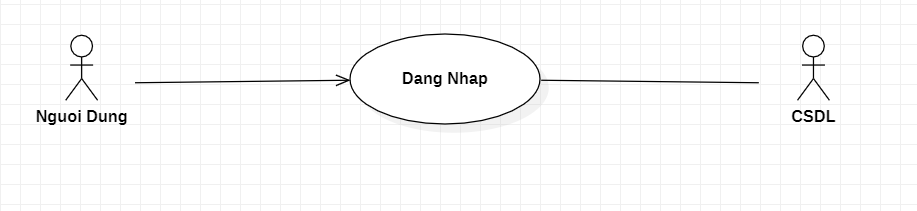 Dang Nhap
Nguoi Dung
CSDL